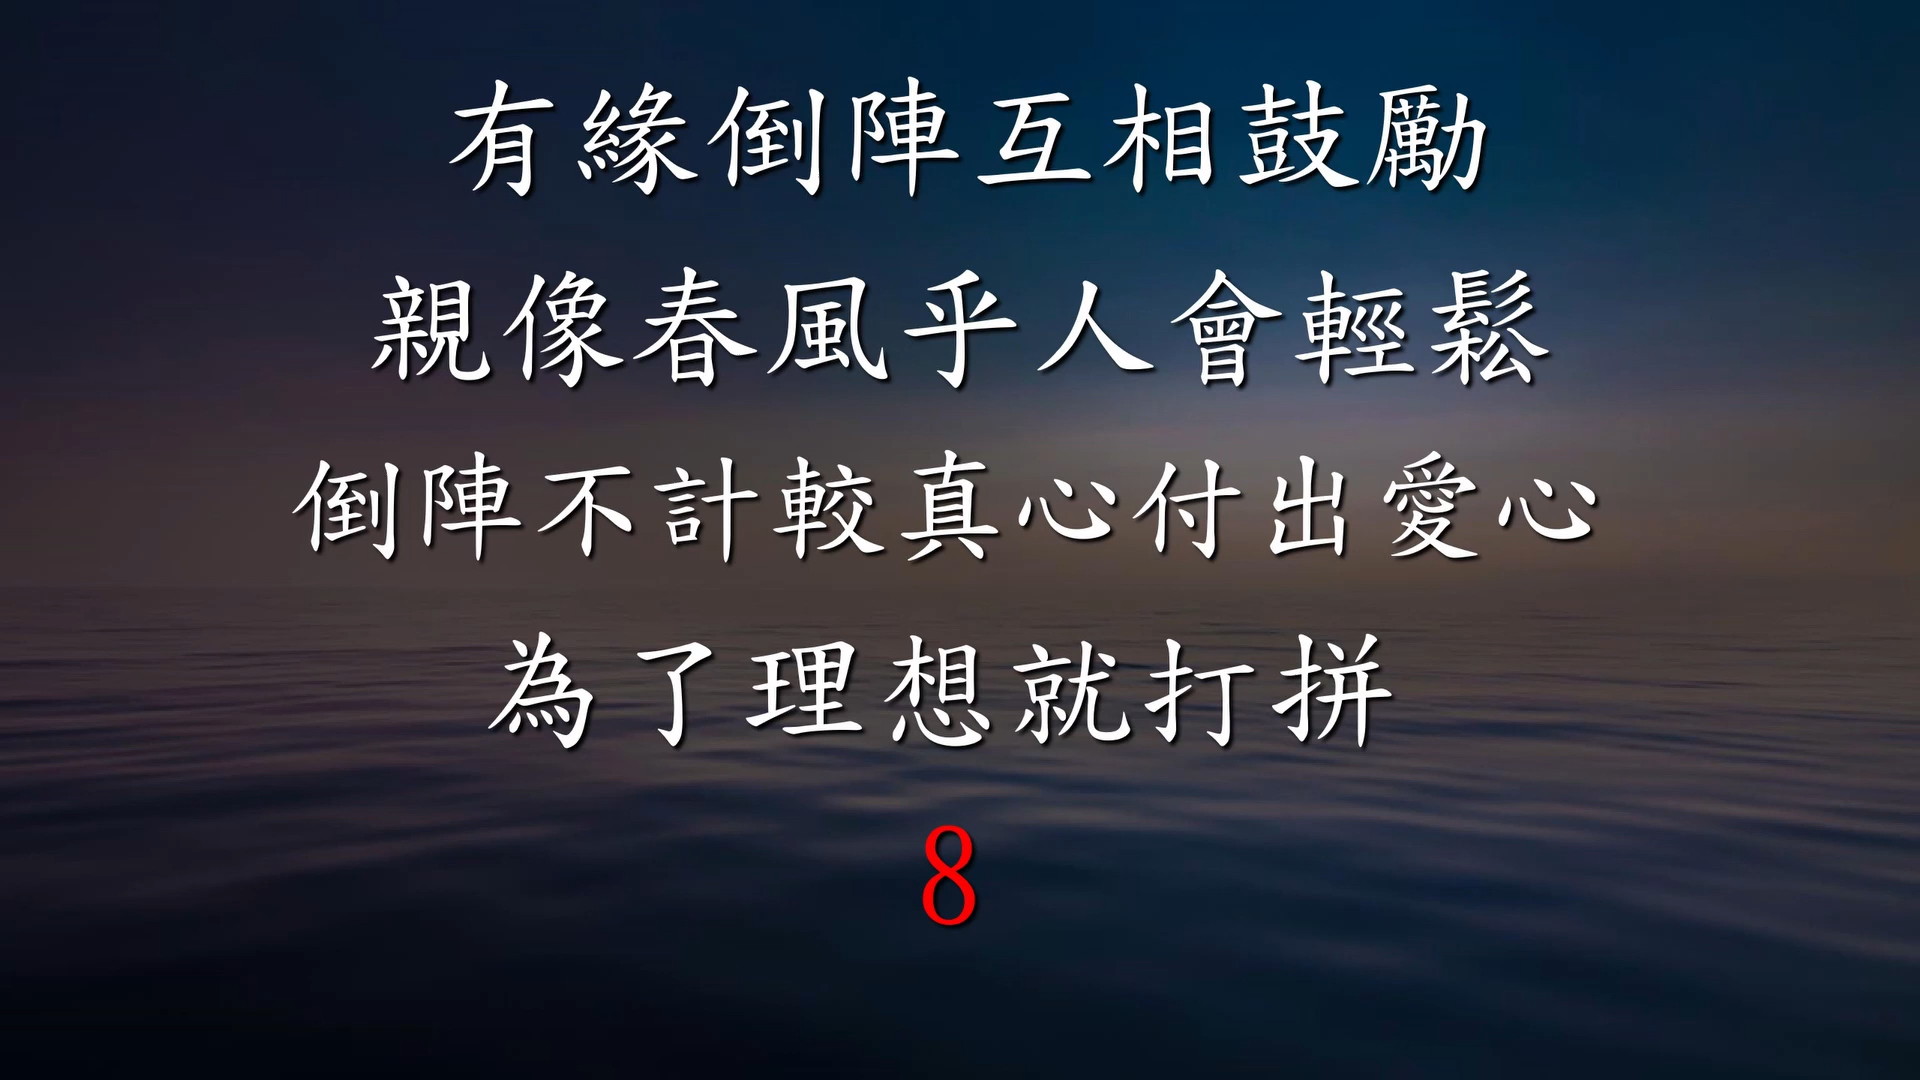 有緣倒陣互相鼓勵
親像春風乎人會輕鬆
倒陣不計較真心付出愛心
為了理想就打拼
8